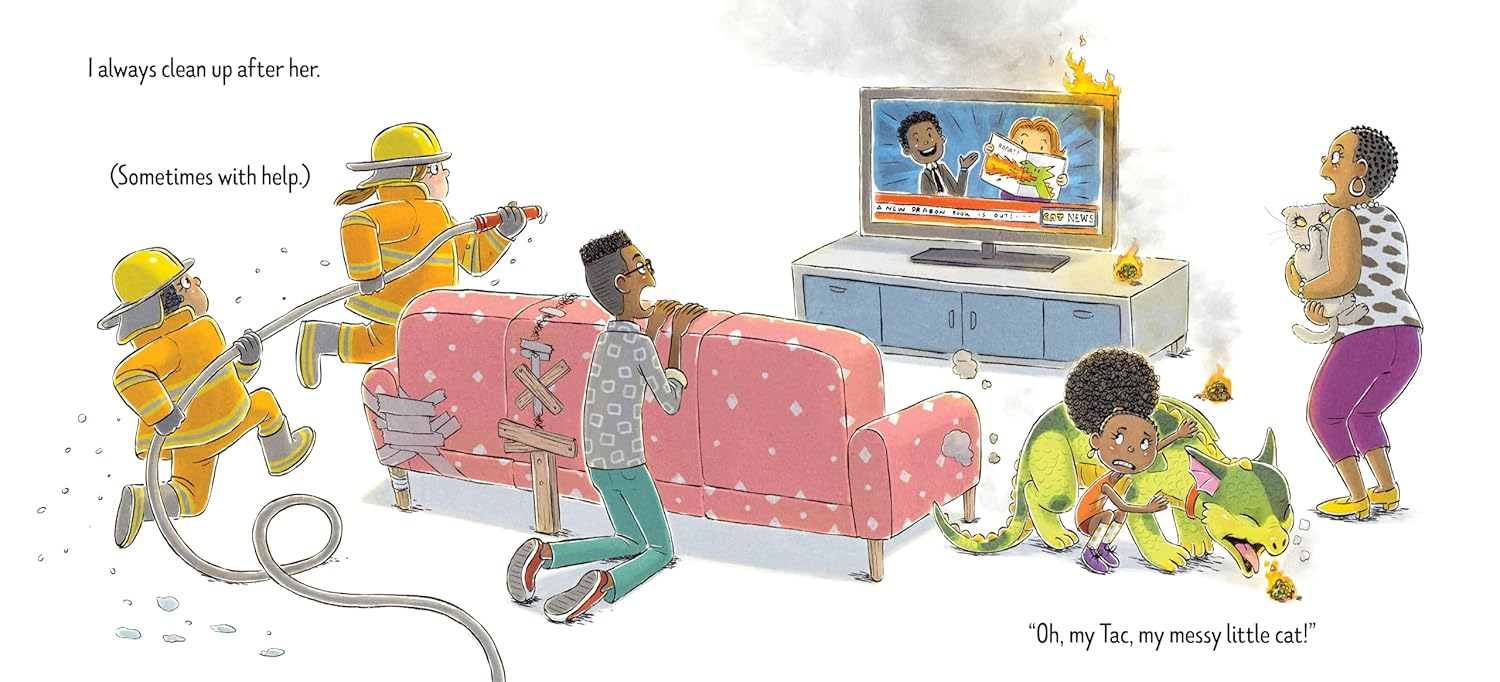 I always clean up after her.
(Sometimes with help.)
ROAR!
A NEW DRAGON BOOK IS OUT!...
CAT NEWS
“Oh, my Tac, my messy little cat!”